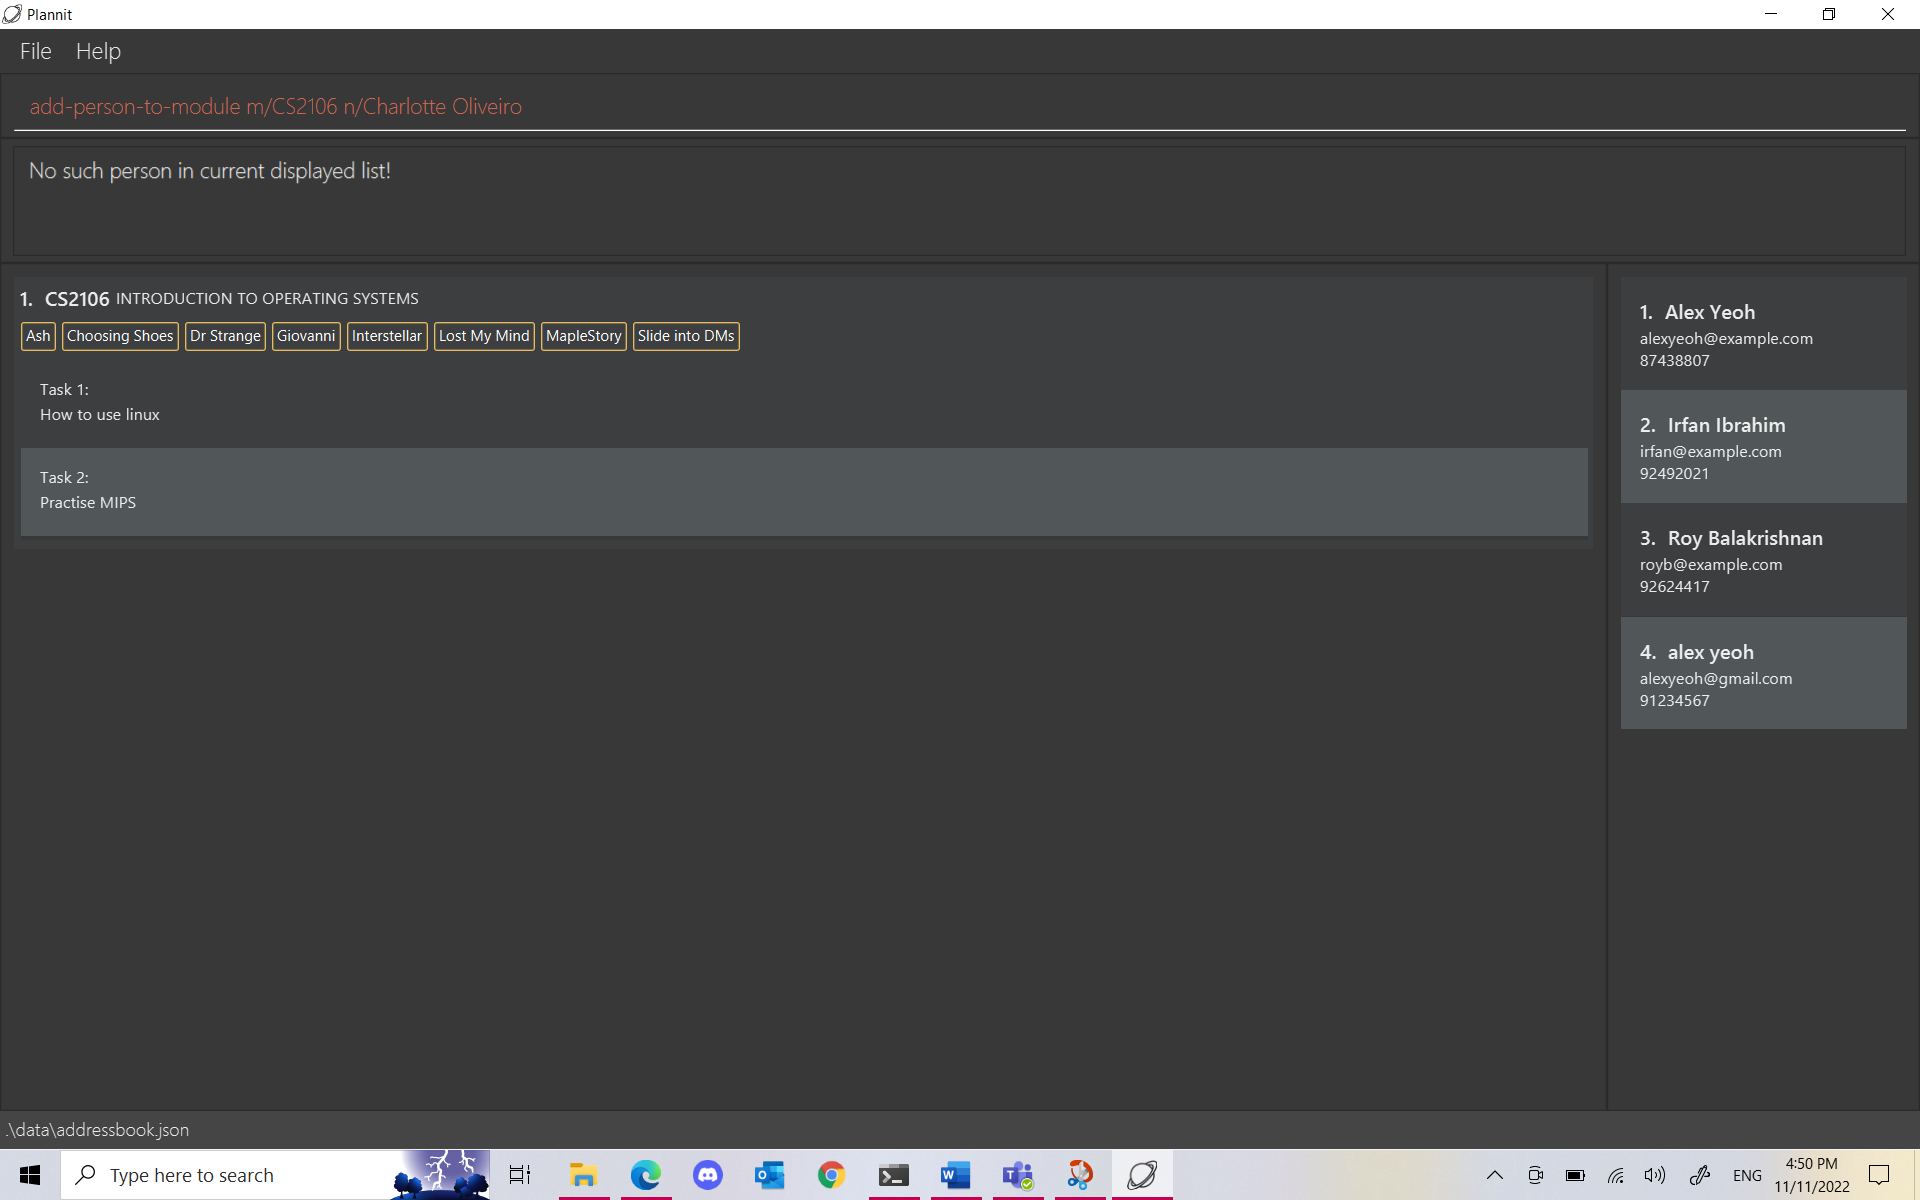 Plannit
File Help
add-person-to-module m/CS2106 n/Charlotte Oliveiro
No such person in current displayed list!
1. CS2106 INTRODUCTION TO OPERATING SYSTEMS
Ash Choosing Shoes Dr Strange Giovanni Interstellar Lost My Mind MapleStory Slide into DMs
Task 1:
How to use linux
Task 2:
Practise MIPS
1. Alex Yeoh
alexyeoh@example.com
87438807
2. Irfan Ibrahim
irfan@example.com
92492021
3. Roy Balakrishnan
royb@example.com
92624417
4. alex yeoh
alexyeoh@gmail.com
91234567
.\data\addressbook.json
Type here to search
ENG
4:50 PM
11/11/2022